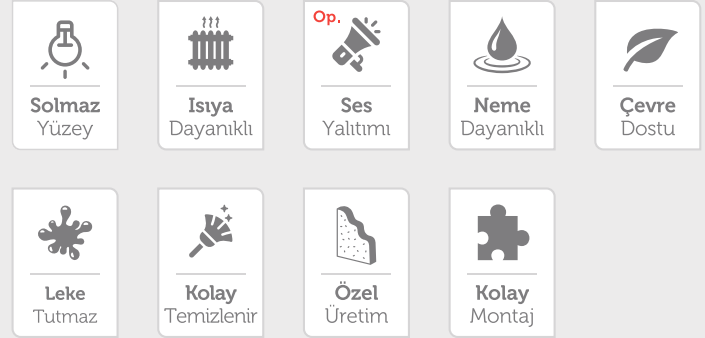 Op.
Solmaz
Yüzey
Isıya
Dayanıklı
Ses
Yalıtımı
Neme
Dayanıklı
Çevre
Dostu
Leke
Tutmaz
Kolay
Temizlenir
Özel
Üretim
Kolay
Montaj